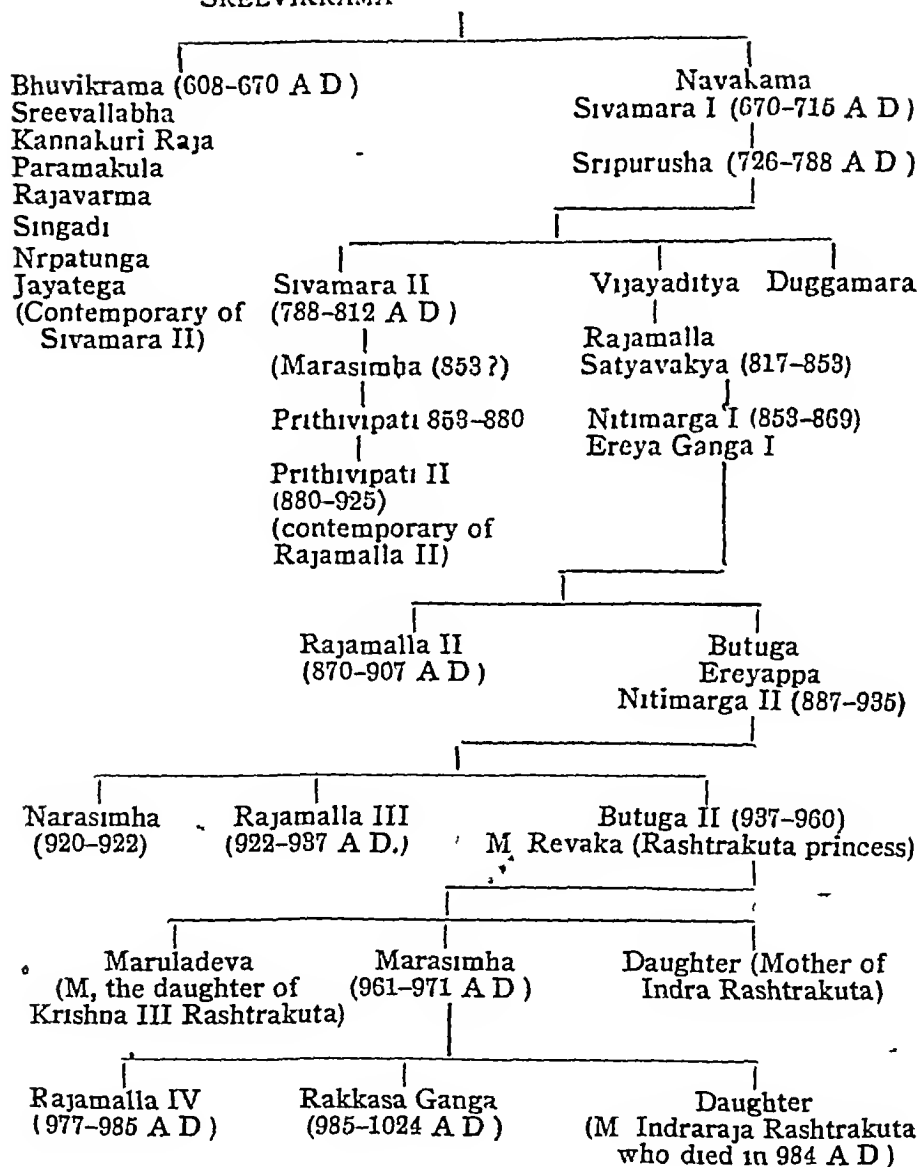 SREEVIKRAMA
Bhuvikrama (608–670 A D )
Sreevallabha
Kannakuri Raja
Paramakula
Rajavarma
Singadi
Nrpatunga
Jayatega
(Contemporary of
Sivamara II)
Navakama
Sivamara I (670–715 A D )
Sripurusha (726–788 A D )
Sivamara II
(788–812 A D )
(Marasimha (853 ?)
Prithivipati 853–880
Prithivipati II
(880–925)
(contemporary of
Rajamalla II)
Vijayaditya
Rajamalla
Satyavakya (817–853)
Nitimarga I (853–869)
Ereya Ganga I
Duggamara
Rajamalla II
(870–907 A D )
Butuga
Ereyappa
Nitimarga II (887–935)
Narasimha
(920–922)
Rajamalla III
(922–937 A D.)
Butuga II (937–960)
M Revaka (Rashtrakuta princess)
Maruladeva
(M, the daughter of
Krishna III Rashtrakuta)
Marasimha
(961–971 A D )
Daughter (Mother of
Indra Rashtrakuta)
Rajamalla IV
(977–985 A D )
Rakkasa Ganga
(985–1024 A D )
Daughter
(M Indraraja Rashtrakuta
who died in 984 A D )